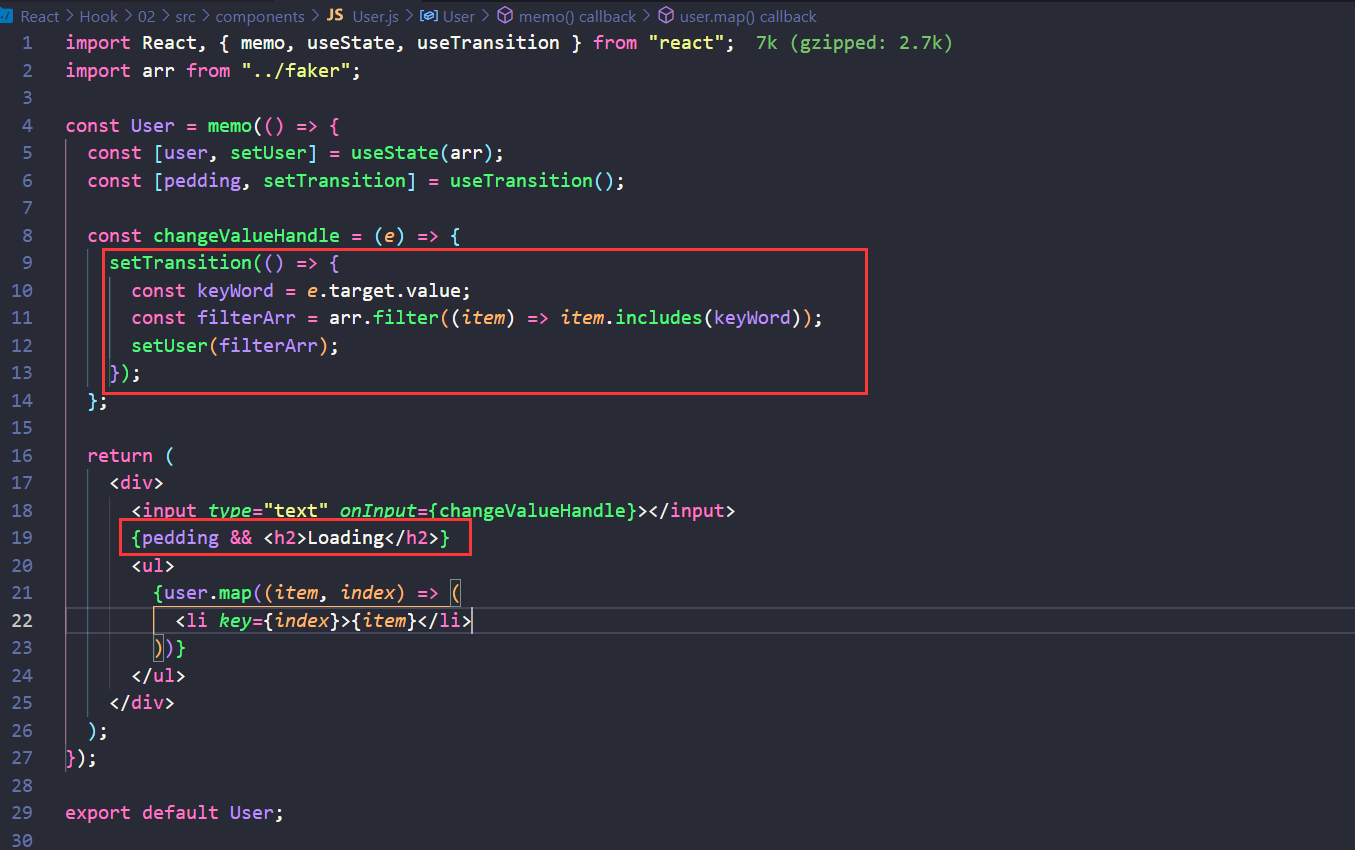 React > Hook > 02 > src > components > JS User.js > User > memo() callback > user.map() callback
1 import React, { memo, useState, useTransition } from "react"; 7k (gzipped: 2.7k)
2 import arr from "../faker";
3
4 const User = memo(() => {
5   const [user, setUser] = useState(arr);
6   const [pedding, setTransition] = useTransition();
7
8   const changeValueHandle = (e) => {
9     setTransition(() => {
10       const keyWord = e.target.value;
11       const filterArr = arr.filter((item) => item.includes(keyWord));
12       setUser(filterArr);
13     });
14   };
15
16   return (
17     <div>
18       <input type="text" onInput={changeValueHandle}></input>
19       {pedding && <h2>Loading</h2>}
20       <ul>
21         {user.map((item, index) => (
22           <li key={index}>{item}</li>
23         ))}
24       </ul>
25     </div>
26   );
27 });
28
29 export default User;
30